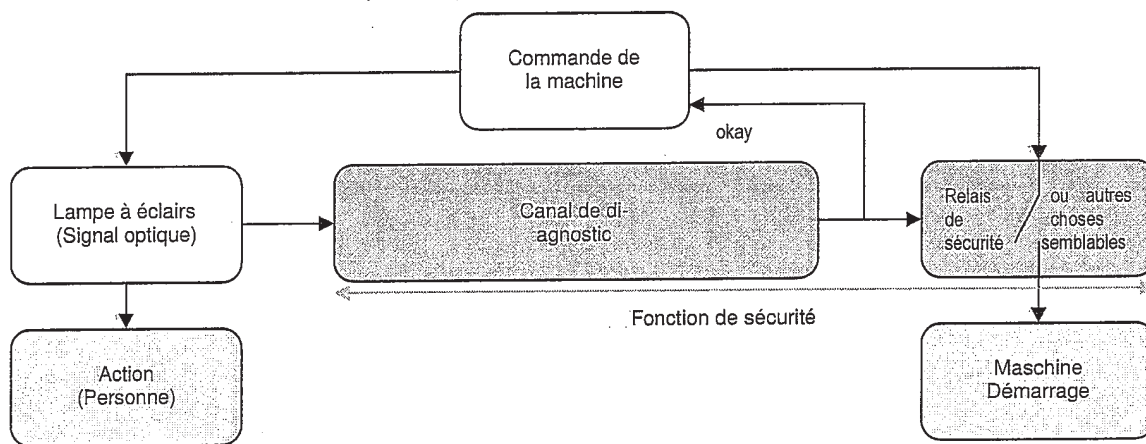 Commande de
la machine
okay
Lampe à éclairs
(Signal optique)
Canal de di-
agnostic
Relais ou autres
de choses
sécurité semblables
Fonction de sécurité
Action
(Personne)
Maschine
Démarrage